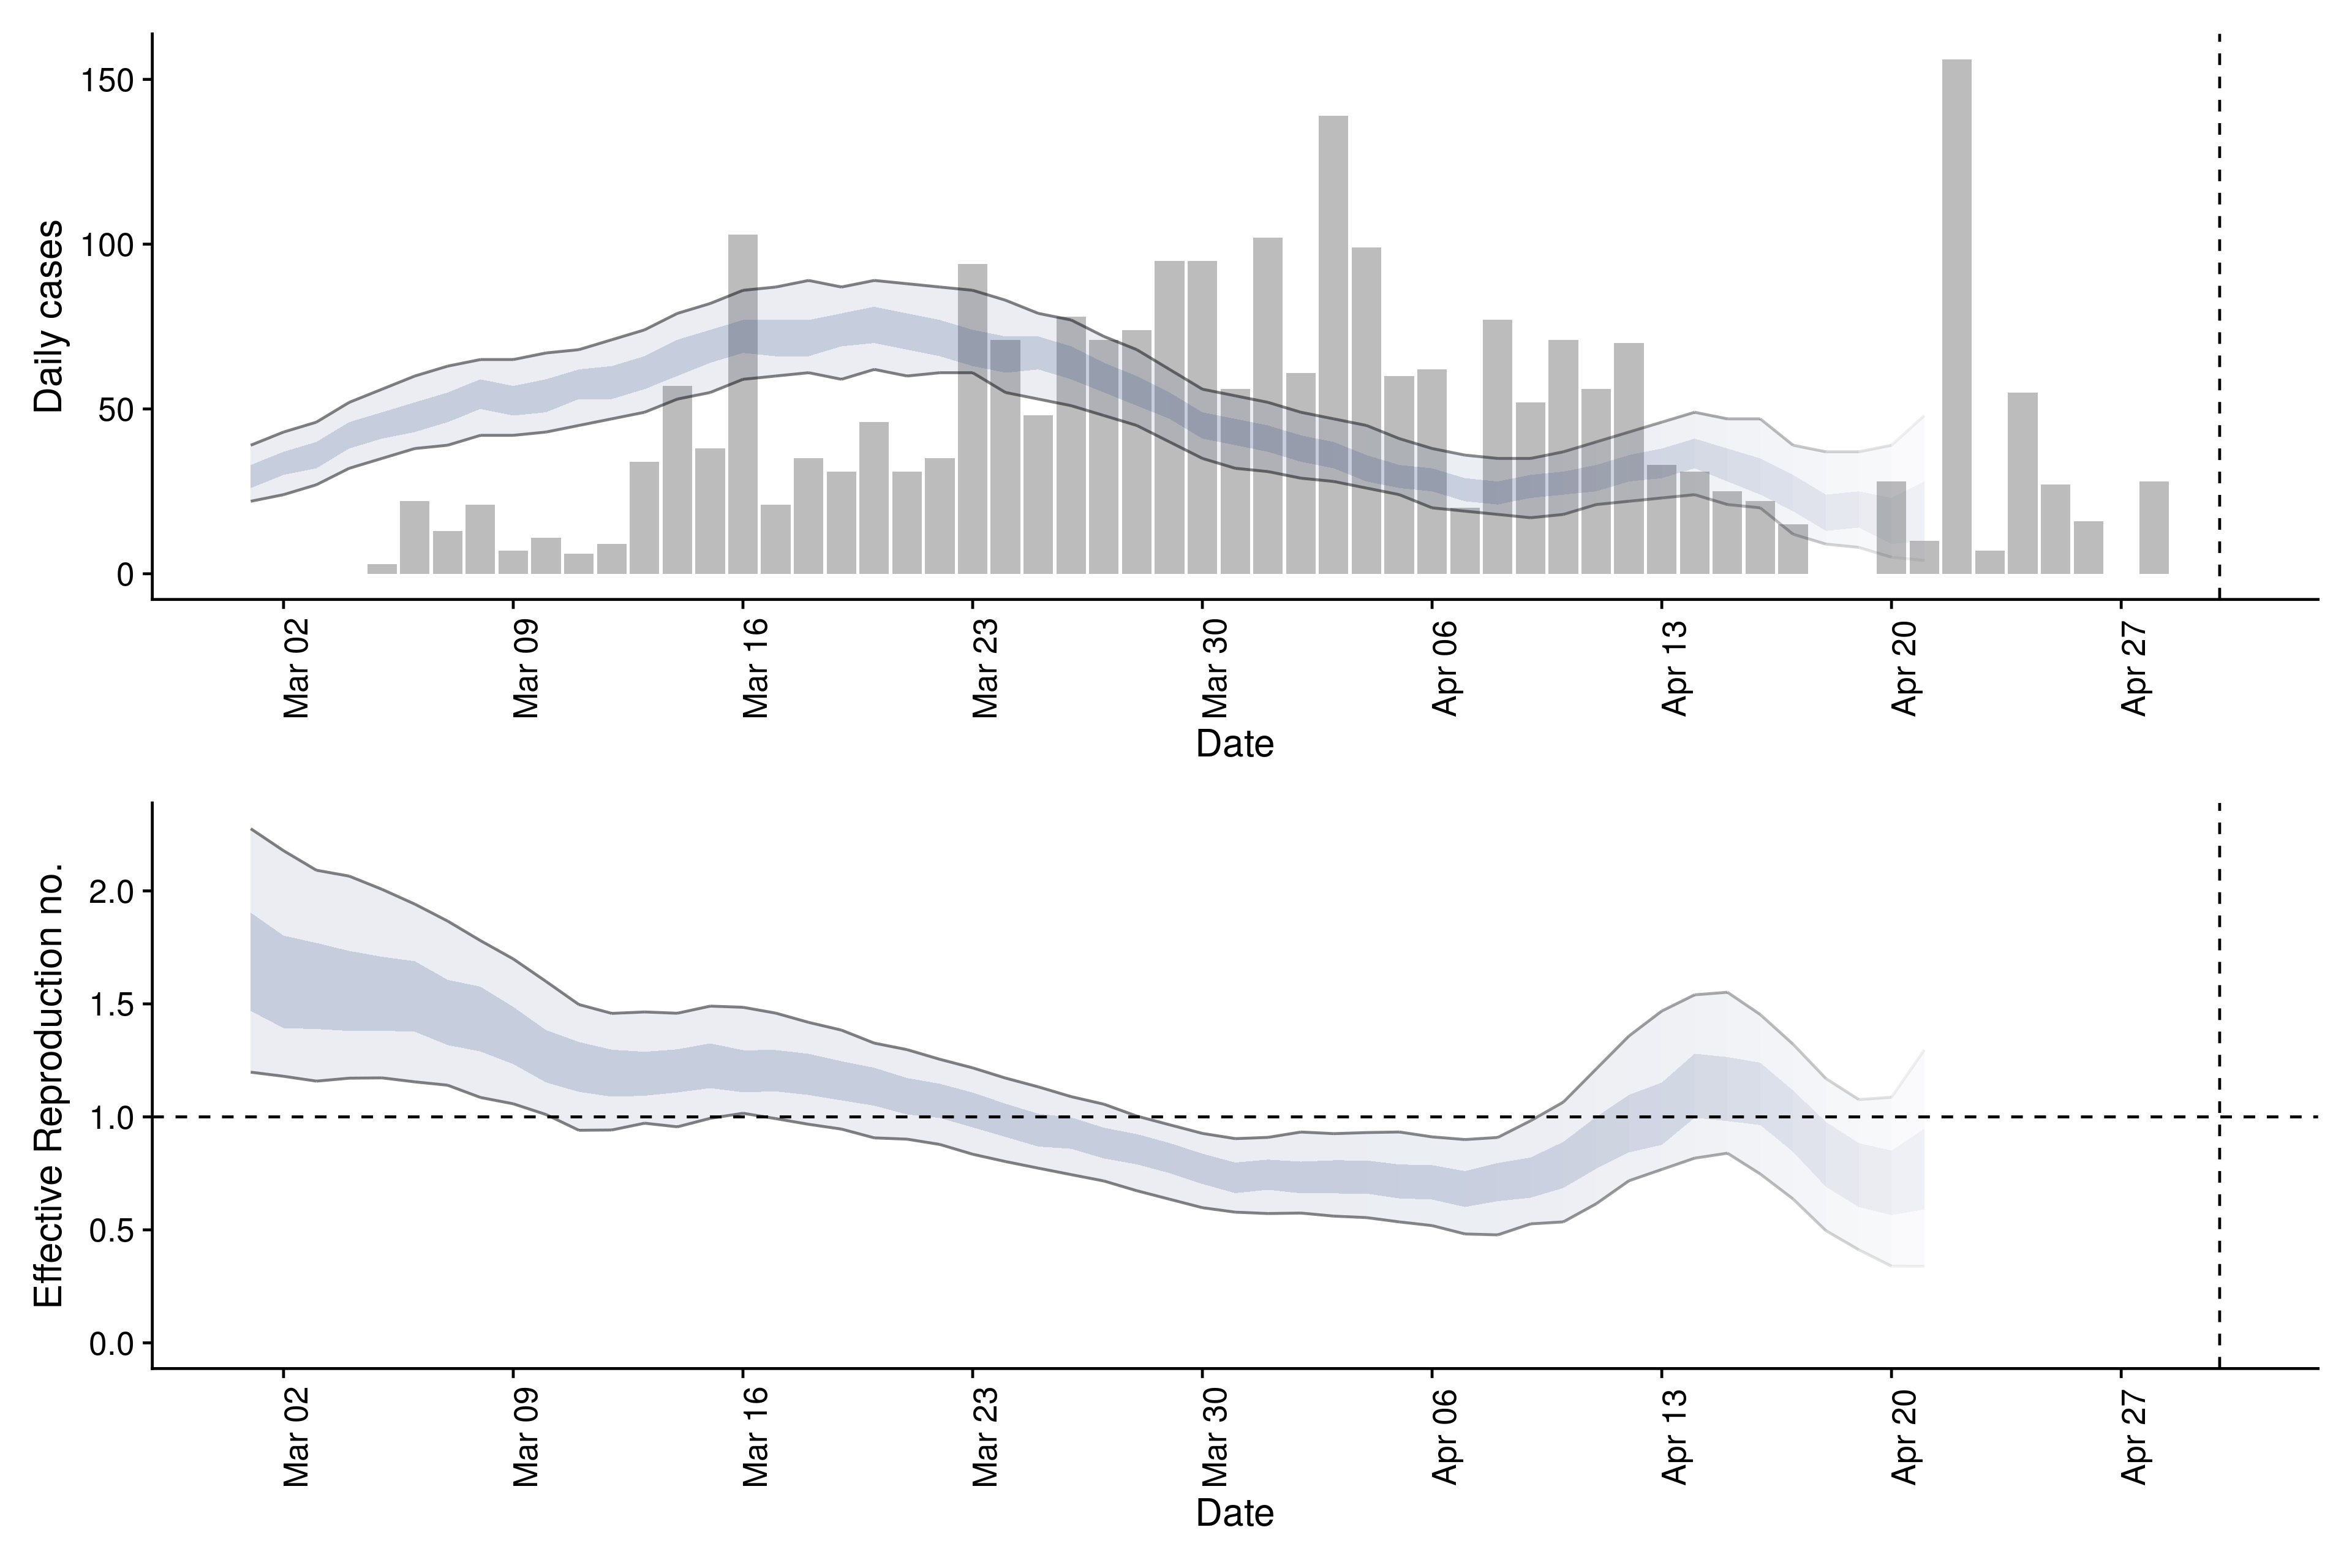 Daily cases
150
100
50
0
Mar 02
Mar 09
Mar 16
Mar 23
Mar 30
Apr 06
Apr 13
Apr 20
Apr 27
Date
Effective Reproduction no.
2.0
1.5
1.0
0.5
0.0
Mar 02
Mar 09
Mar 16
Mar 23
Mar 30
Apr 06
Apr 13
Apr 20
Apr 27
Date